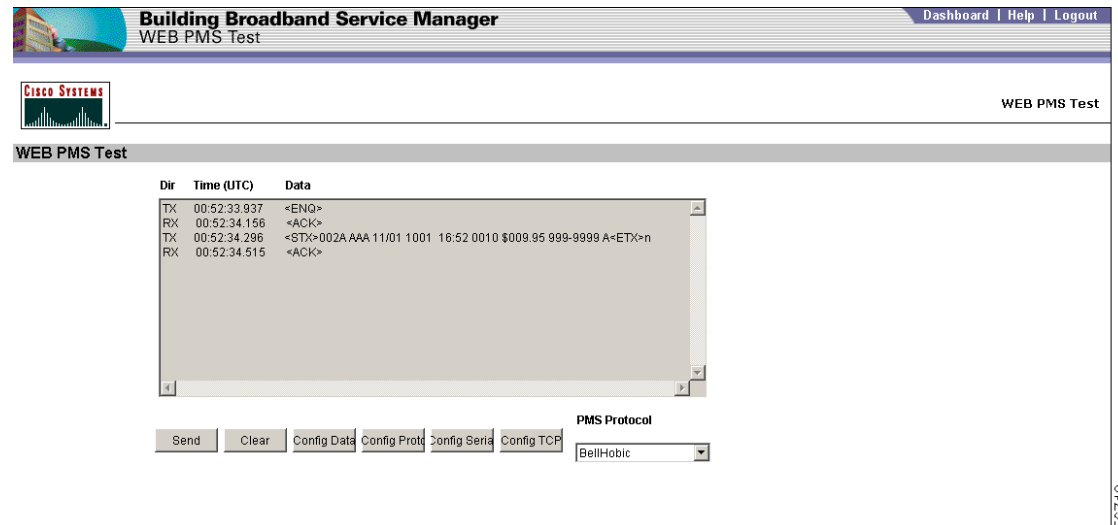 Building Broadband Service Manager
WEB PMS Test
Dashboard | Help | Logout
CISCO SYSTEMS
WEB PMS Test
WEB PMS Test
Dir Time (UTC) Data
TX 00:52:33.937 <ENQ>
RX 00:52:34.156 <ACK>
TX 00:52:34.296 <STX>002A AAA 11/01 1001 16:52 0010 $009.95 999-9999 A<ETX>n
RX 00:52:34.515 <ACK>
PMS Protocol
Send Clear Config Data Config Proto Config Seria Config TCP
BellHobic